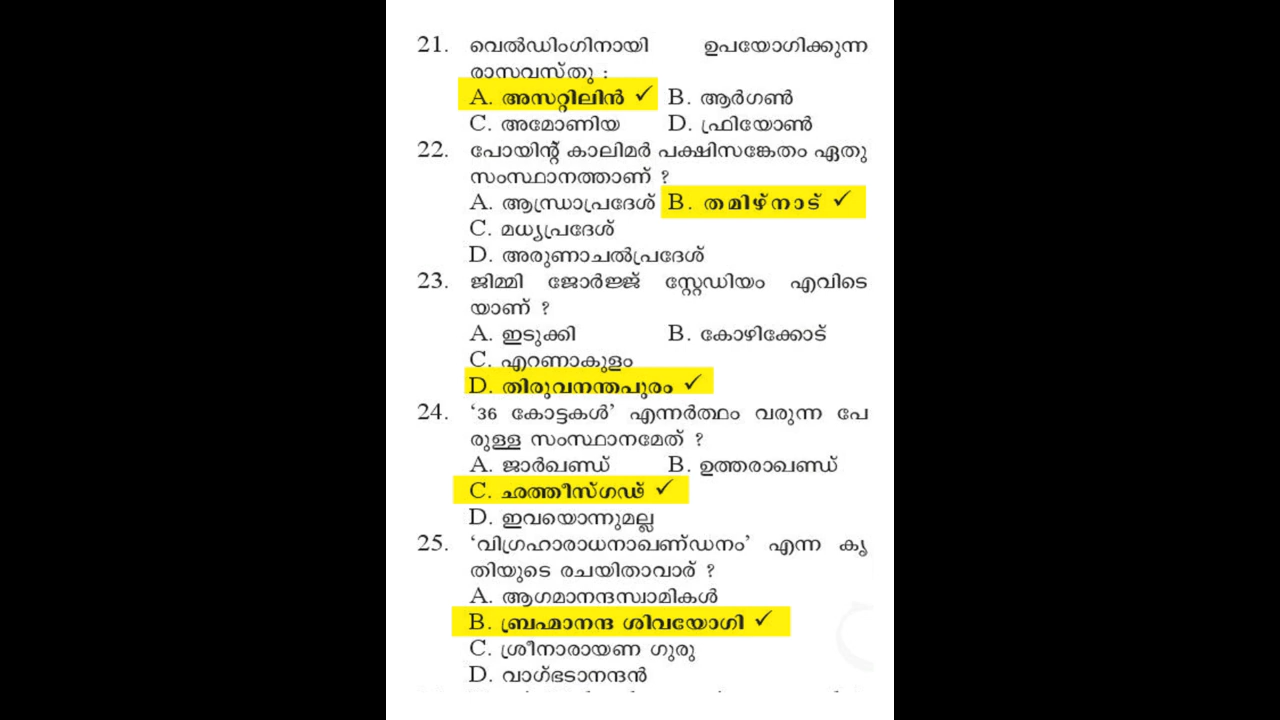 21. വെൽഡിംഗിനായി ഉപയോഗിക്കുന്ന
രാസവസ്തു :
A. അസറ്റിലിൻ ✓ B. ആർഗൺ
C. അമോണിയ D. ഫ്രിയോൺ
22. പോയിന്റ് കാലിമർ പക്ഷിസങ്കേതം ഏതു
സംസ്ഥാനത്താണ് ?
A. ആന്ധ്രാപ്രദേശ് B. തമിഴ്നാട് ✓
C. മധ്യപ്രദേശ്
D. അരുണാചൽപ്രദേശ്
23. ജിമ്മി ജോർജ്ജ് സ്റ്റേഡിയം എവിടെ
യാണ് ?
A. ഇടുക്കി B. കോഴിക്കോട്
C. എറണാകുളം
D. തിരുവനന്തപുരം ✓
24. ‘36 കോട്ടകൾ’ എന്നർത്ഥം വരുന്ന പേ
രുള്ള സംസ്ഥാനമേത് ?
A. ജാർഖണ്ഡ് B. ഉത്തരാഖണ്ഡ്
C. ഛത്തീസ്ഗഢ് ✓
D. ഇവയൊന്നുമല്ല
25. ‘വിഗ്രഹാരാധനാഖണ്ഡനം’ എന്ന കൃ
തിയുടെ രചയിതാവാര് ?
A. ആഗമാനന്ദസ്വാമികൾ
B. ബ്രഹ്മാനന്ദ ശിവയോഗി ✓
C. ശ്രീനാരായണ ഗുരു
D. വാഗ്ഭടാനന്ദൻ